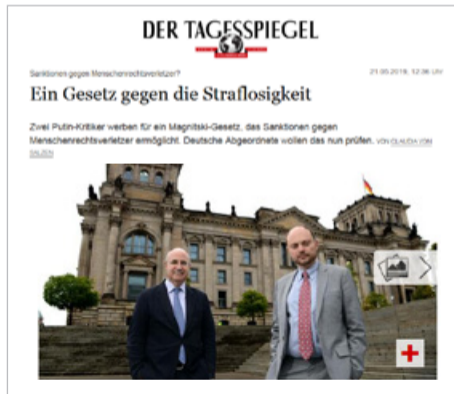 DER TAGESSPIEGEL
Sanktionen gegen Menschenrechtsverletzer?
21.05.2019, 12:36 Uhr
Ein Gesetz gegen die Straflosigkeit
Zwei Putin-Kritiker werben für ein Magnitski-Gesetz, das Sanktionen gegen
Menschenrechtsverletzer ermöglicht. Deutsche Abgeordnete wollen das nun prüfen. VON CLAUDIA VON
SALZEN